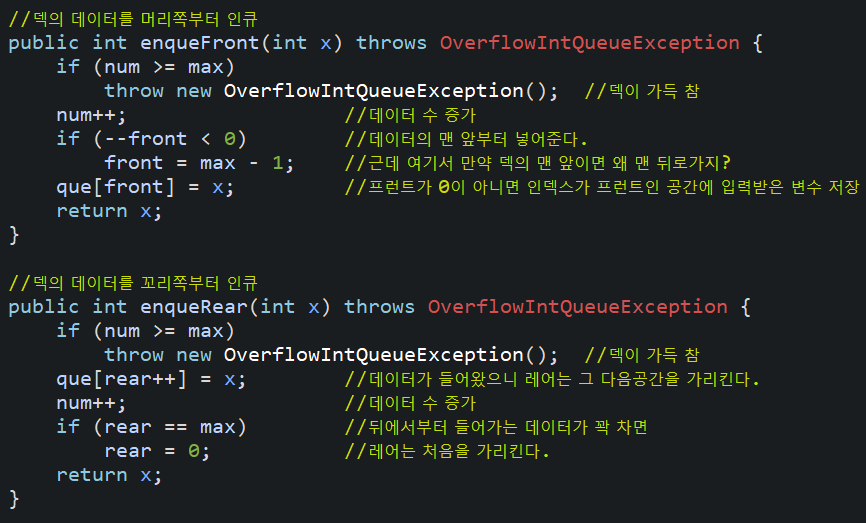 //덱의 데이터를 머리쪽부터 인큐
public int enqueFront(int x) throws OverflowIntQueueException {
    if (num >= max)
        throw new OverflowIntQueueException();  //덱이 가득 참
    num++;                  //데이터 수 증가
    if (--front < 0)        //데이터의 맨 앞부터 넣어준다.
        front = max - 1;    //근데 여기서 만약 덱의 맨 앞이면 왜 맨 뒤로가지?
    que[front] = x;         //프런트가 0이 아니면 인덱스가 프런트인 공간에 입력받은 변수 저장
    return x;
}
//덱의 데이터를 꼬리쪽부터 인큐
public int enqueRear(int x) throws OverflowIntQueueException {
    if (num >= max)
        throw new OverflowIntQueueException();  //덱이 가득 참
    que[rear++] = x;        //데이터가 들어왔으니 레어는 그 다음공간을 가리킨다.
    num++;                  //데이터 수 증가
    if (rear == max)        //뒤에서부터 들어가는 데이터가 꽉 차면
        rear = 0;           //레어는 처음을 가리킨다.
    return x;
}